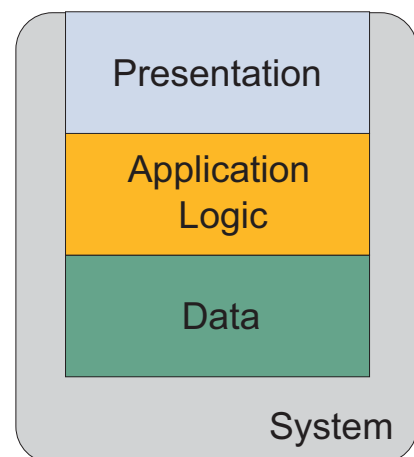 Presentation
Application
Logic
Data
System